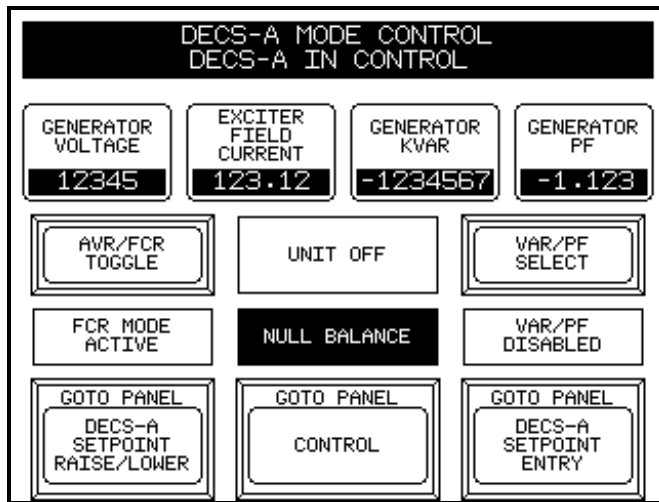 DECS-A MODE CONTROL
DECS-A IN CONTROL
GENERATOR
VOLTAGE
12345
EXCITER
FIELD
CURRENT
123.12
GENERATOR
KVAR
-1234567
GENERATOR
PF
-1.123
AVR/FCR
TOGGLE
UNIT OFF
VAR/PF
SELECT
FCR MODE
ACTIVE
NULL BALANCE
VAR/PF
DISABLED
GOTO PANEL
DECS-A
SETPOINT
RAISE/LOWER
GOTO PANEL
CONTROL
GOTO PANEL
DECS-A
SETPOINT
ENTRY